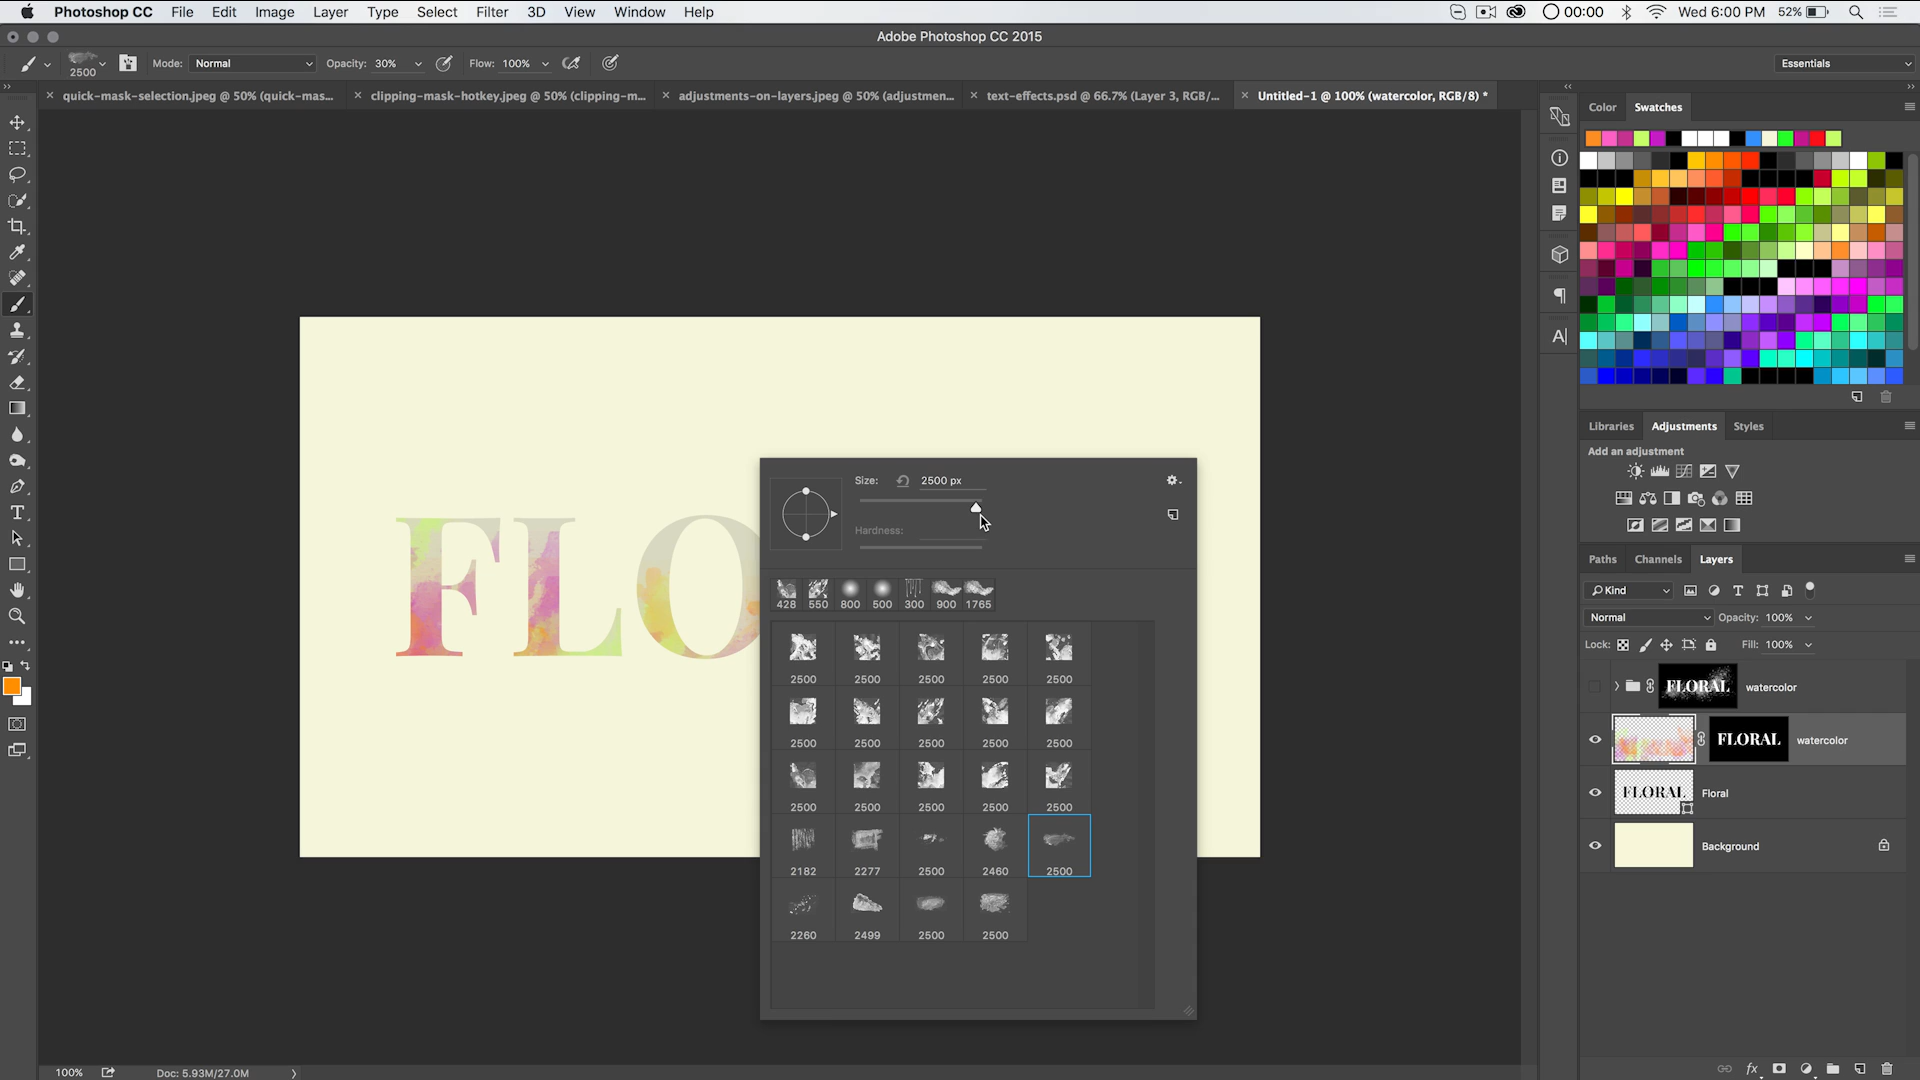 Photoshop CC File Edit Image Layer Type Select Filter 3D View Window Help 00:00 Wed 6:00 PM 52%
Adobe Photoshop CC 2015
2500 Mode: Normal Opacity: 30% Flow: 100% Essentials
quick-mask-selection.jpeg @ 50% (quick-mas... clipping-mask-hotkey.jpeg @ 50% (clipping-m... adjustments-on-layers.jpeg @ 50% (adjustmen... text-effects.psd @ 66.7% (Layer 3, RGB/... Untitled-1 @ 100% (watercolor, RGB/8) *
Color Swatches
FLO
Size: 2500 px
Hardness:
428 550 800 500 300 900 1765
2500 2500 2500 2500 2500
2500 2500 2500 2500 2500
2500 2500 2500 2500 2500
2182 2277 2500 2460 2500
2260 2499 2500 2500
Libraries Adjustments Styles
Add an adjustment
Paths Channels Layers
Kind
Normal Opacity: 100%
Lock: Fill: 100%
FLORAL watercolor
FLORAL watercolor
FLORAL Floral
Background
100% Doc: 5.93M/27.0M
fx